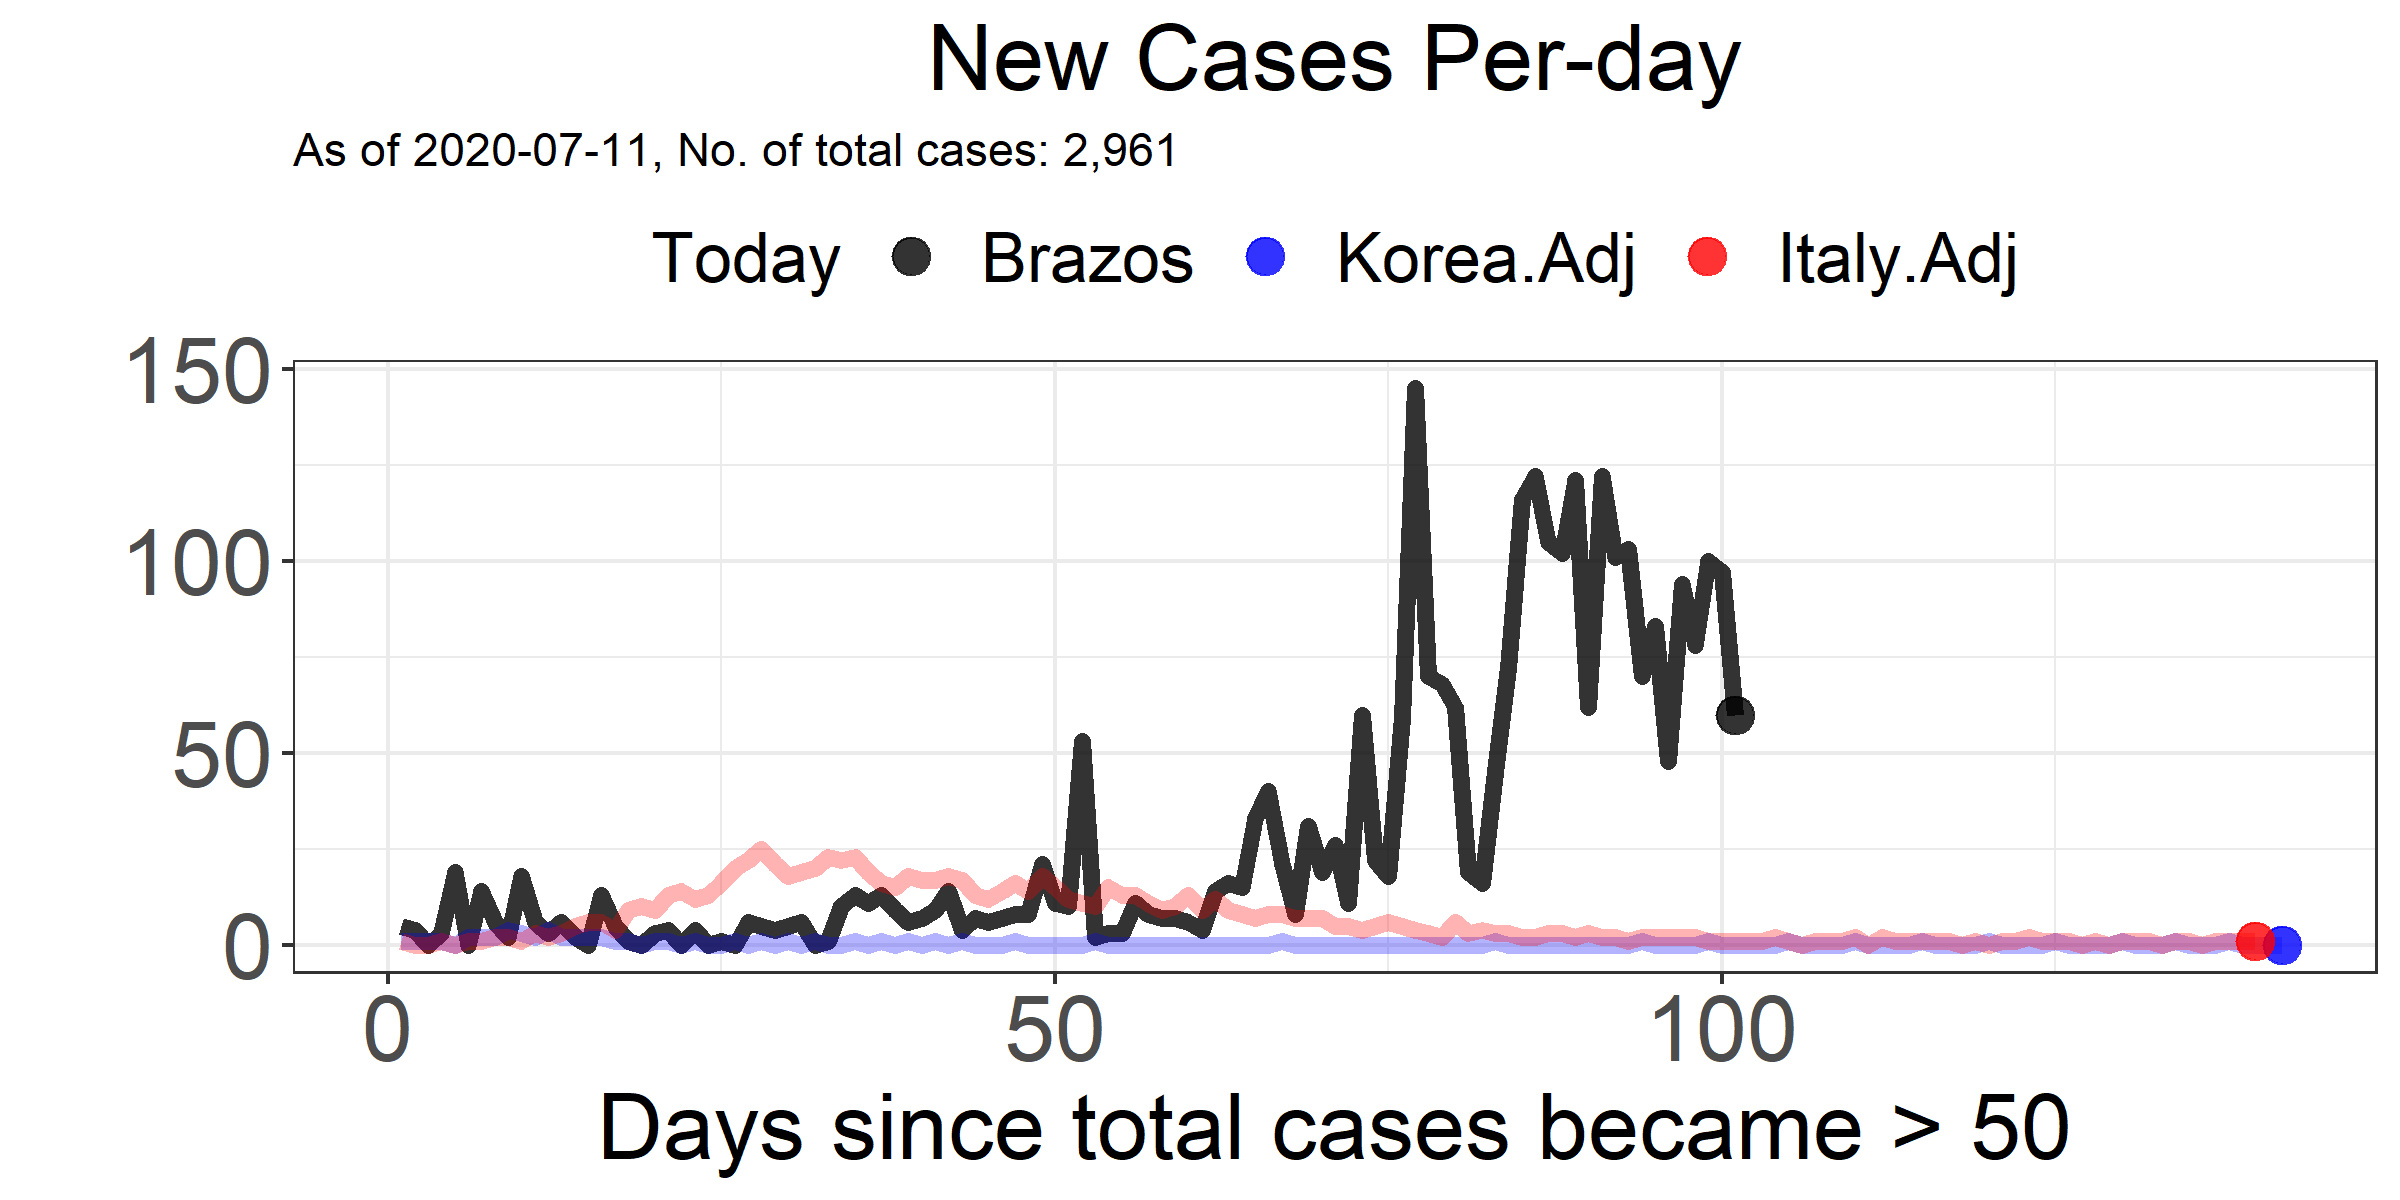 New Cases Per-day
As of 2020-07-11, No. of total cases: 2,961
Today Brazos Korea.Adj Italy.Adj
150
100
50
0
0 50 100
Days since total cases became > 50